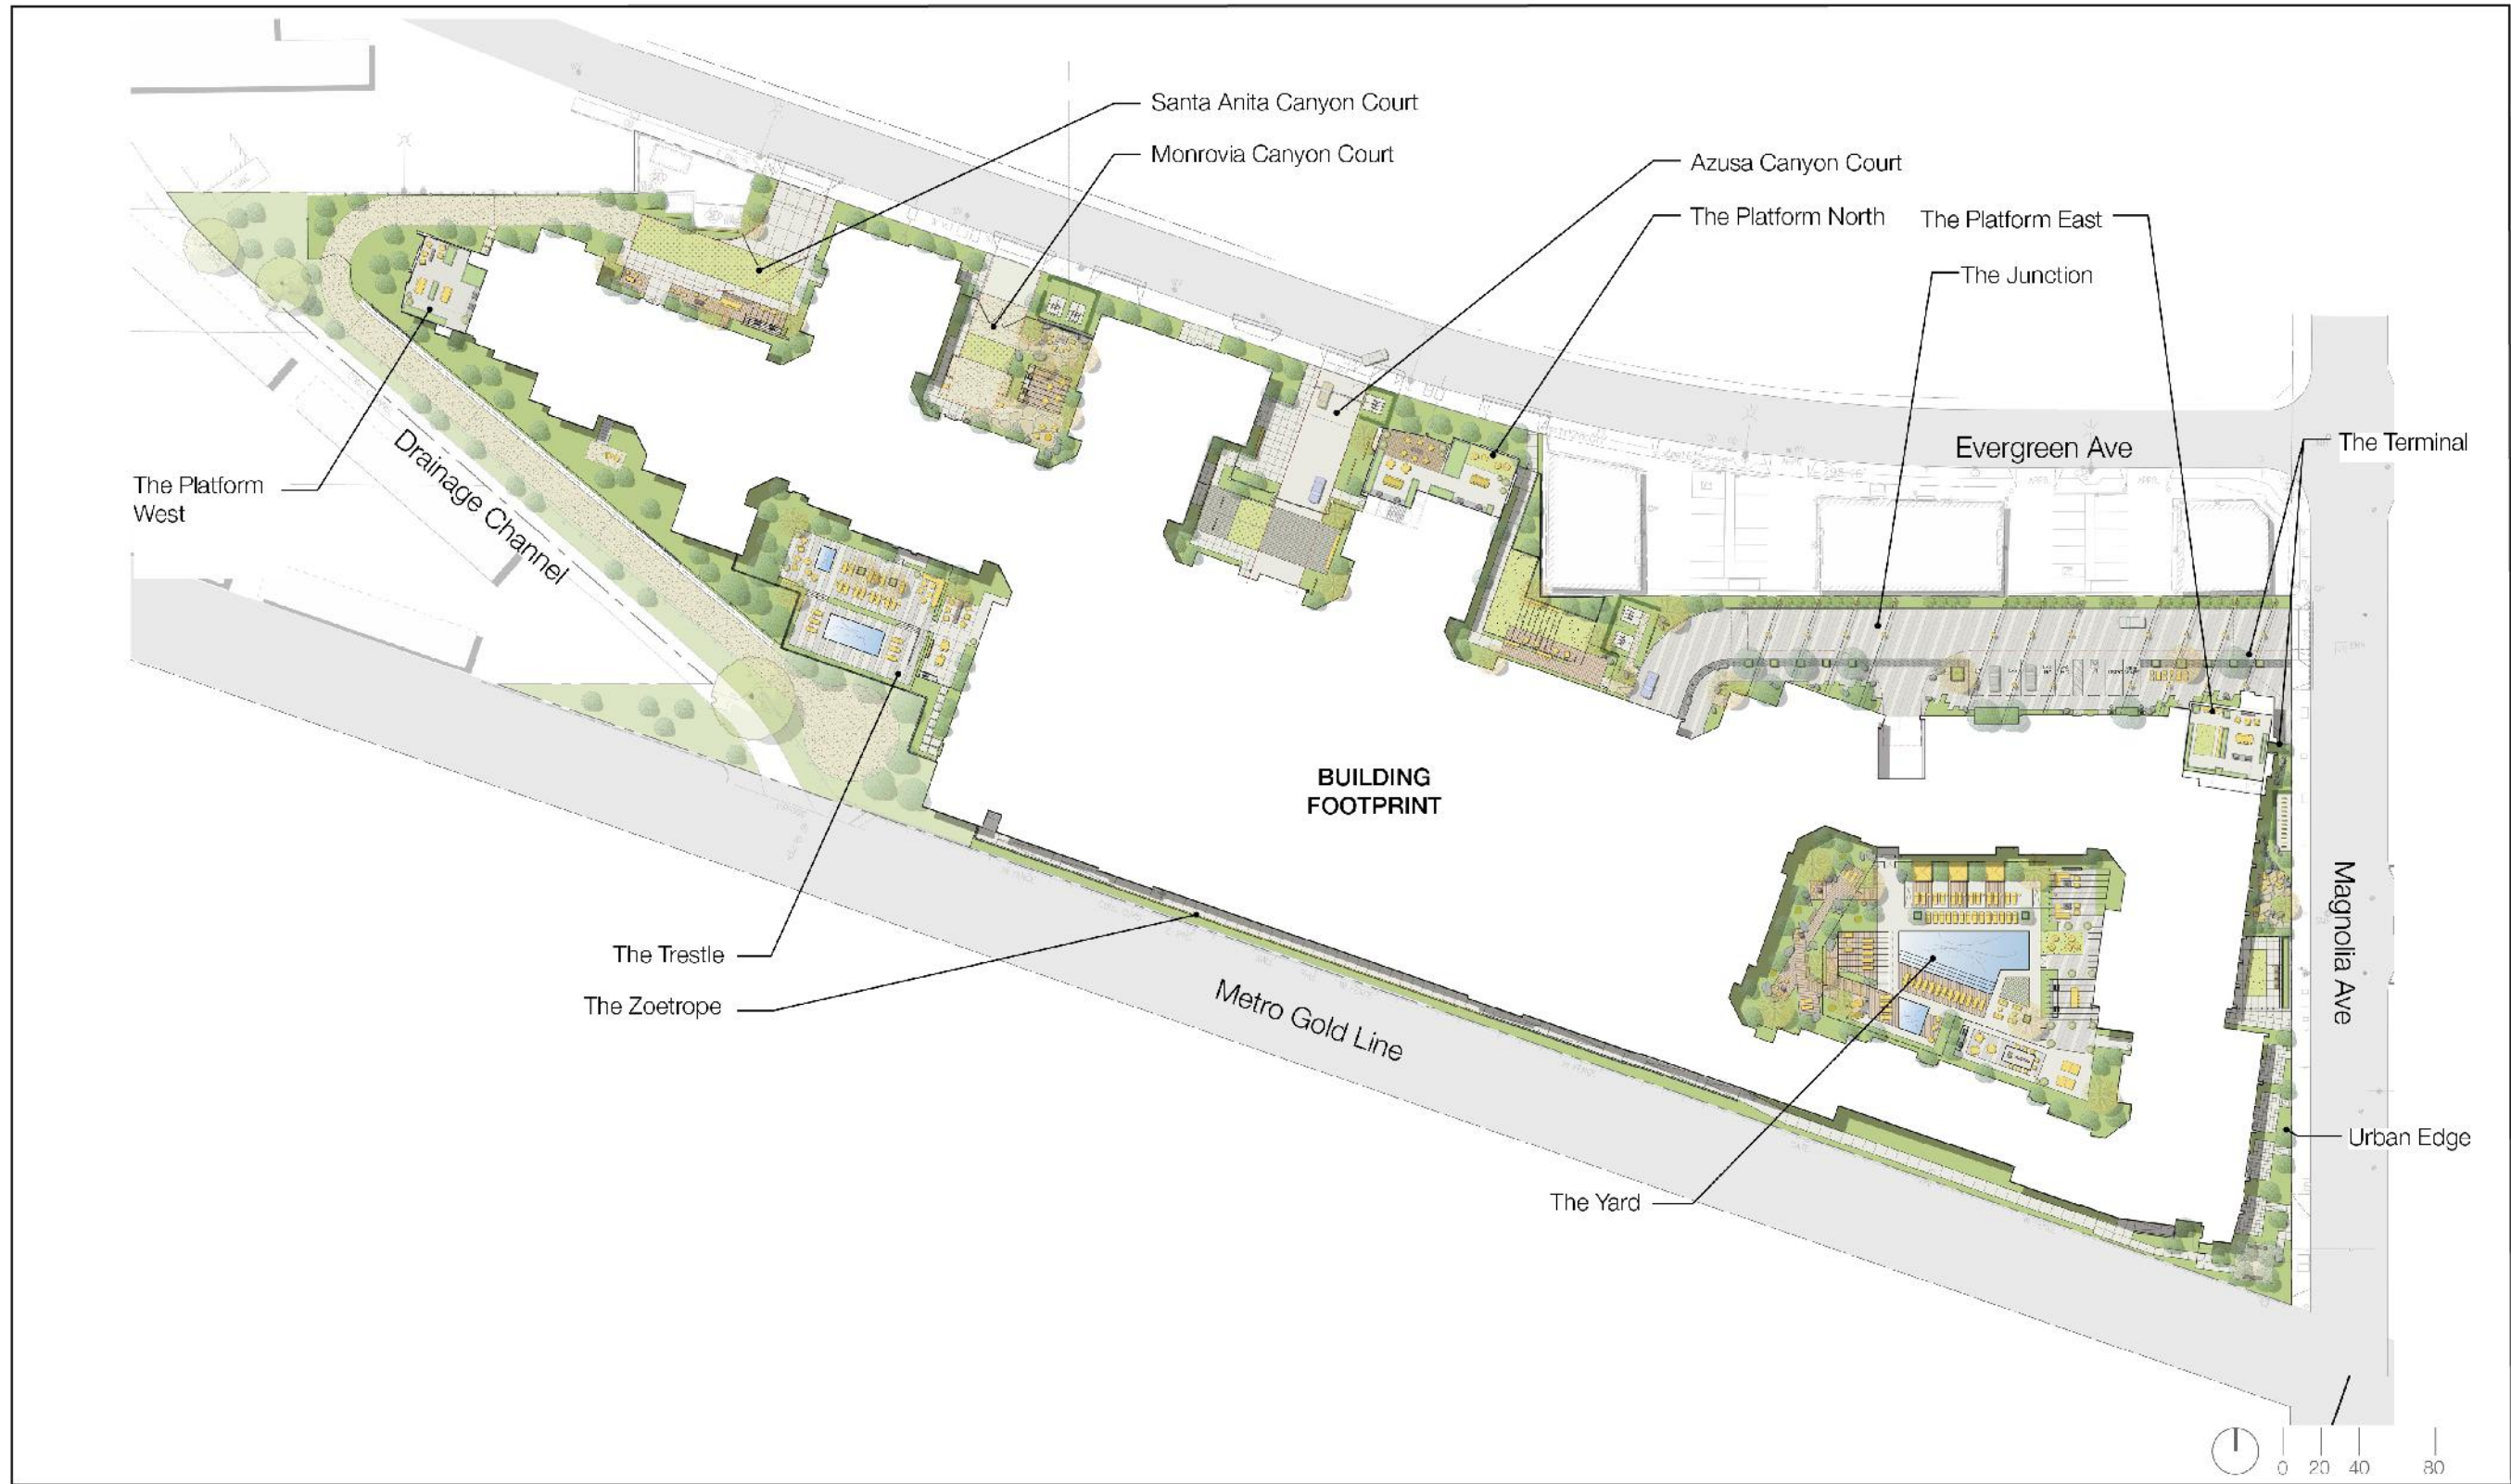 Santa Anita Canyon Court
Monrovia Canyon Court
Azusa Canyon Court
The Platform North
The Platform East
The Junction
Evergreen Ave
The Terminal
The Platform
West
Drainage Channel
BUILDING
FOOTPRINT
Magnolia Ave
The Trestle
The Zoetrope
Metro Gold Line
Urban Edge
The Yard
0 20 40 80